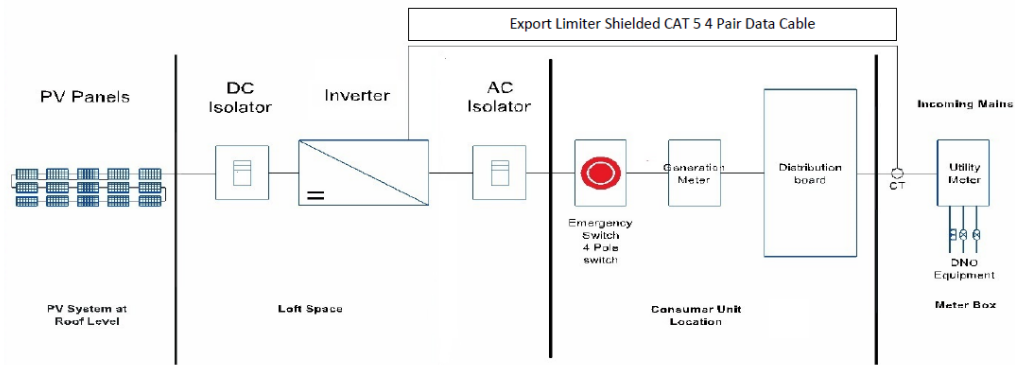 Export Limiter Shielded CAT 5 4 Pair Data Cable
PV Panels
DC
Isolator
Inverter
AC
Isolator
Incoming Mains
Generation
Meter
Distribution
board
CT
Utility
Meter
Emergency
Switch
4 Pole
switch
DNO
Equipment
PV System at
Roof Level
Loft Space
Consumar Unit
Location
Meter Box